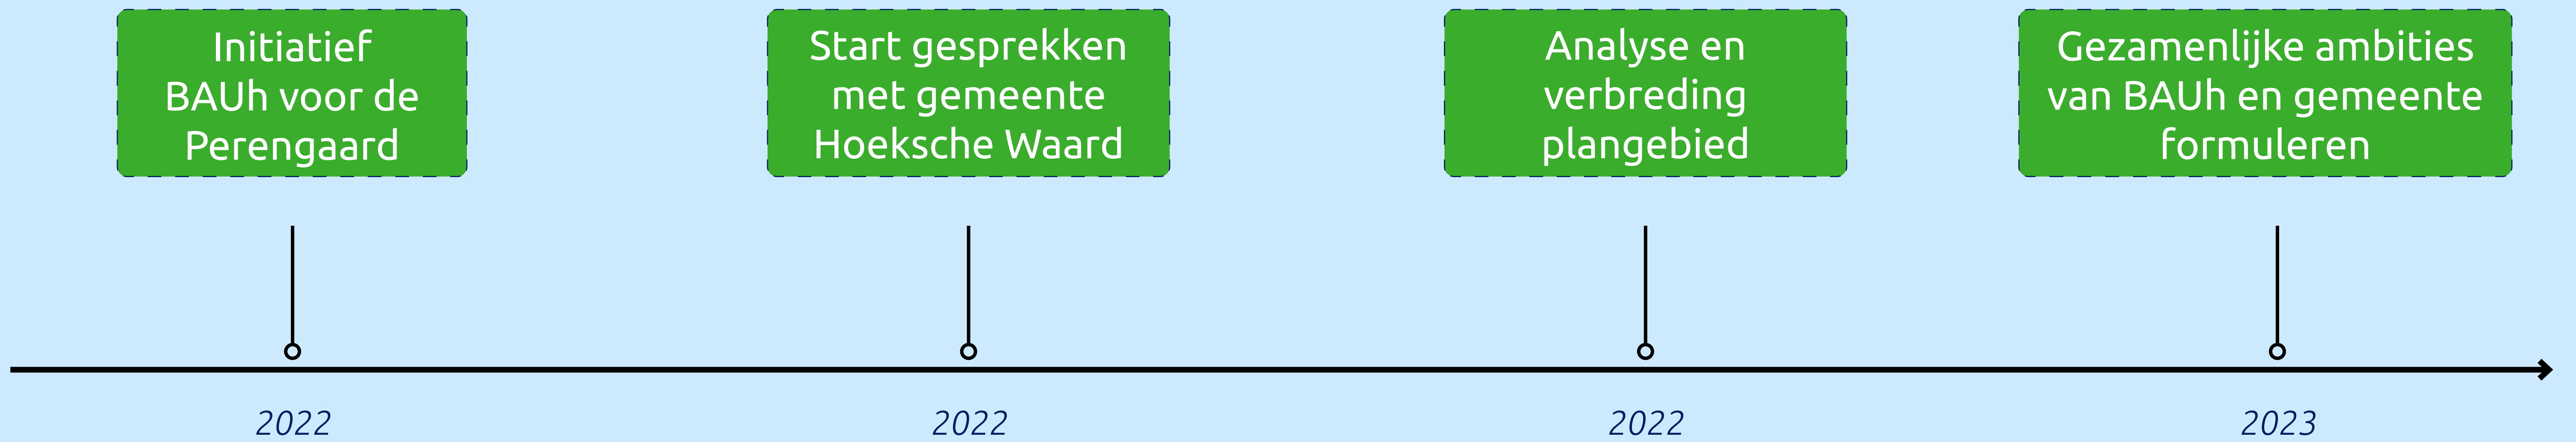 Initiatief
BAUh voor de
Perengaard
Start gesprekken
met gemeente
Hoeksche Waard
Analyse en
verbreding
plangebied
Gezamenlijke ambities
van BAUh en gemeente
formuleren
2022
2022
2022
2023